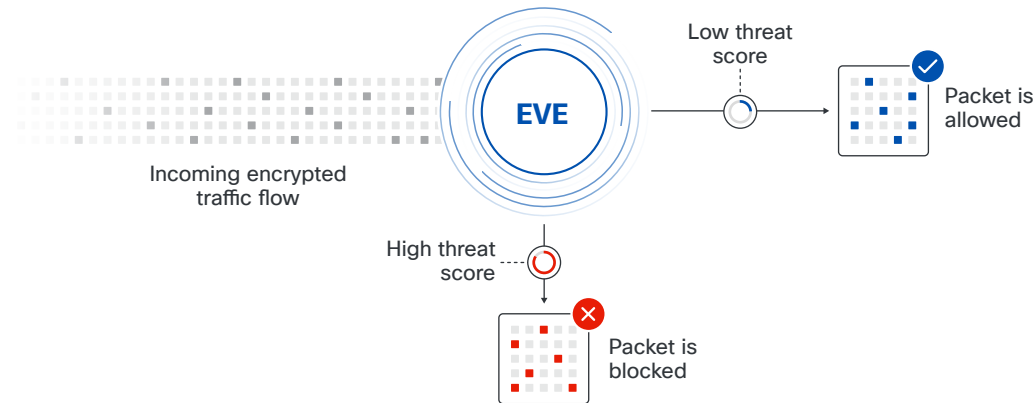 Low threat
score
EVE
Packet is
allowed
Incoming encrypted
traffic flow
High threat
score
Packet is
blocked